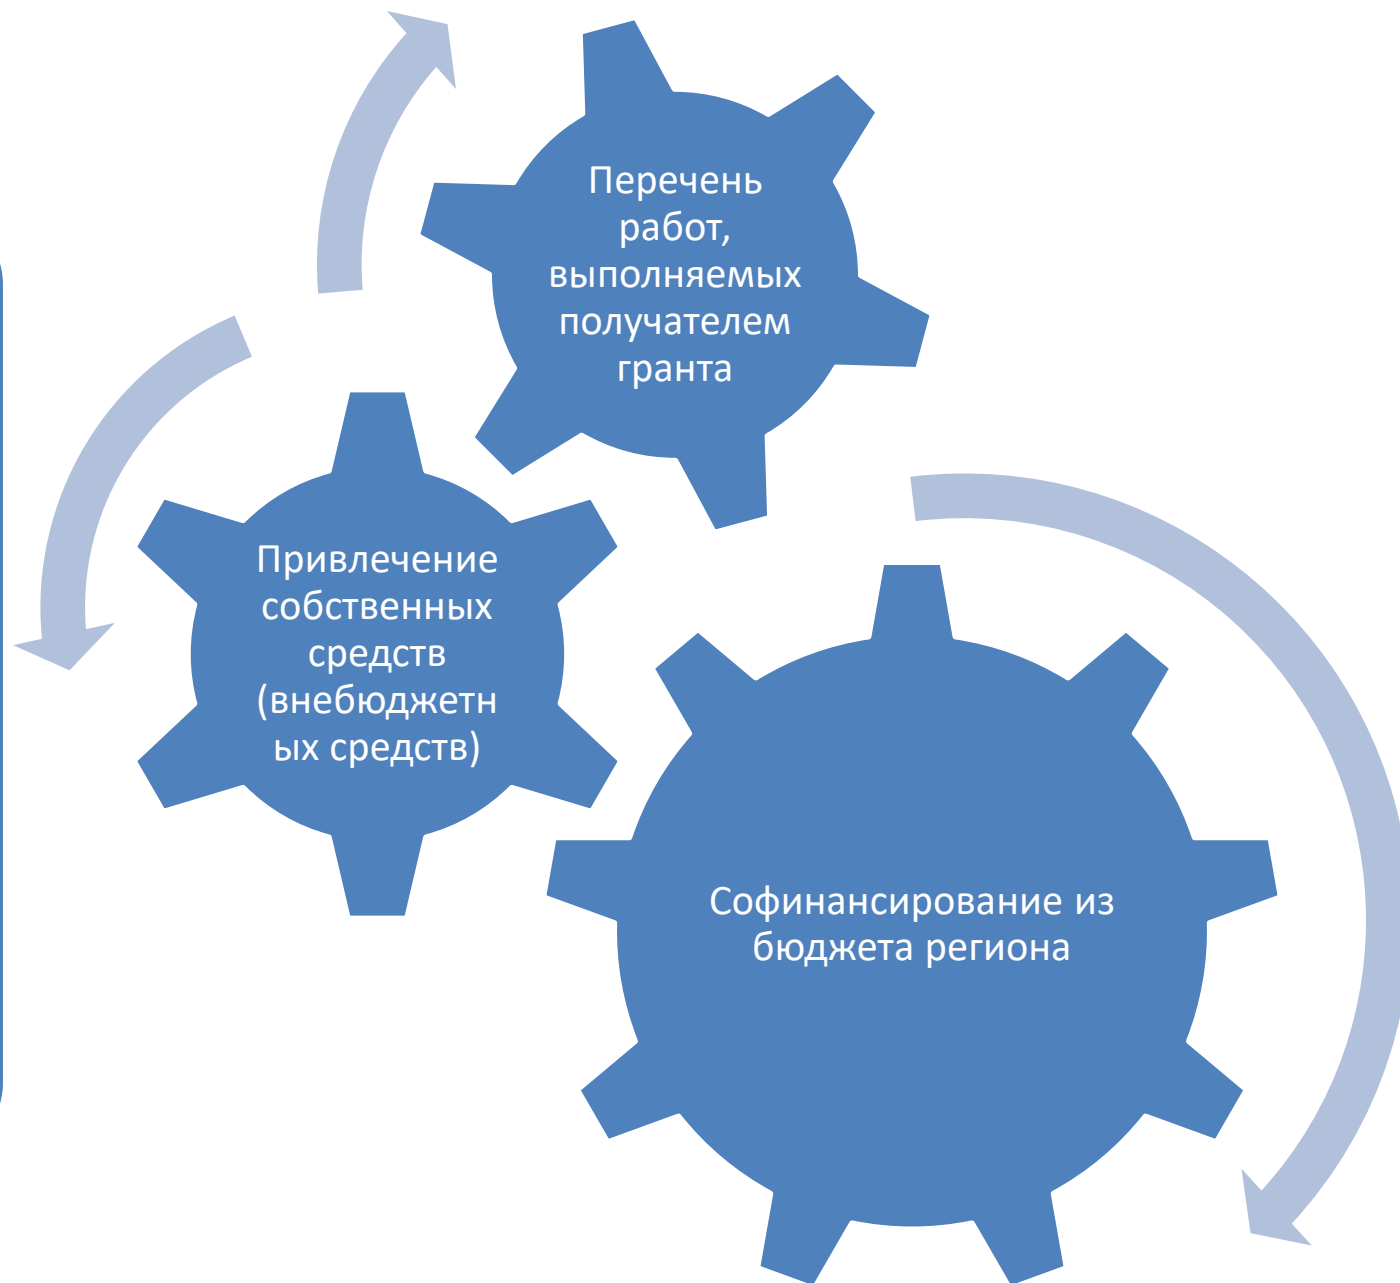 Перечень
работ,
выполняемых
получателем
гранта
Привлечение
собственных
средств
(внебюджетн
ых средств)
Софинансирование из
бюджета региона